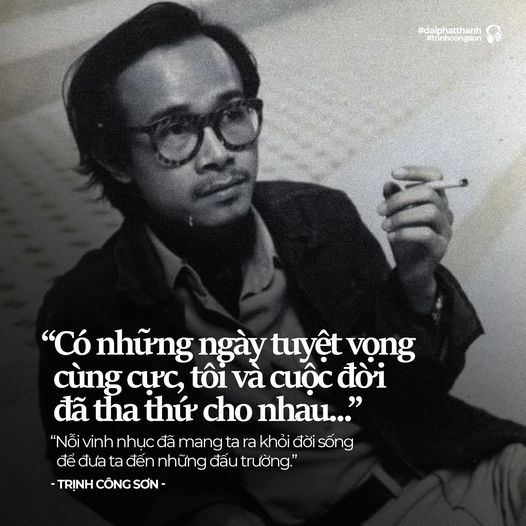 #daiphatthanh
#trinhcongson
“Có những ngày tuyệt vọng
cùng cực, tôi và cuộc đời
đã tha thứ cho nhau...”
“Nỗi vinh nhục đã mang ta ra khỏi đời sống
để đưa ta đến những đấu trường.”
- TRỊNH CÔNG SƠN -